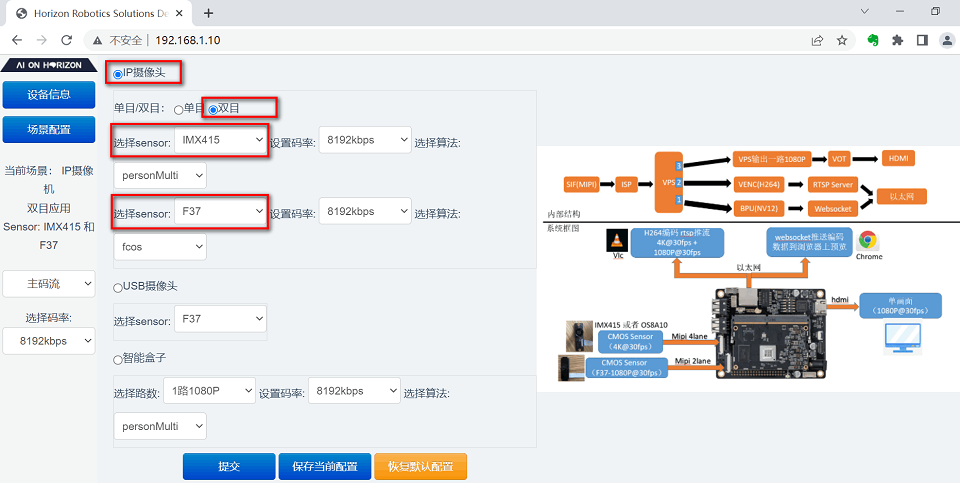 Horizon Robotics Solutions De
不安全
192.168.1.10
AI ON HORIZON
设备信息
场景配置
当前场景： IP摄像机
双目应用
Sensor: IMX415 和 F37
主码流
选择码率:
8192kbps
IP摄像头
单目/双目： 单目 双目
选择sensor: IMX415 设置码率: 8192kbps 选择算法:
personMulti
选择sensor: F37 设置码率: 8192kbps 选择算法:
fcos
USB摄像头
选择sensor: F37
智能盒子
选择路数: 1路1080P 设置码率: 8192kbps 选择算法:
personMulti
提交 保存当前配置 恢复默认配置
SIF(MIPI)
ISP
VPS
3
2
1
VPS输出一路1080P
VOT
HDMI
VENC(H264)
RTSP Server
以太网
BPU(NV12)
Websocket
内部结构
系统框图
Vlc
H264编码 rtsp推流
4K@30fps +
1080P@30fps
websocket推送编码
数据到浏览器上预览
Chrome
以太网
hdmi
单画面
（1080P@30fps）
IMX415 或者 OS8A10
CMOS Sensor
（4K@30fps）
Mipi 4lane
CMOS Sensor
（F37-1080P@30fps）
Mipi 2lane